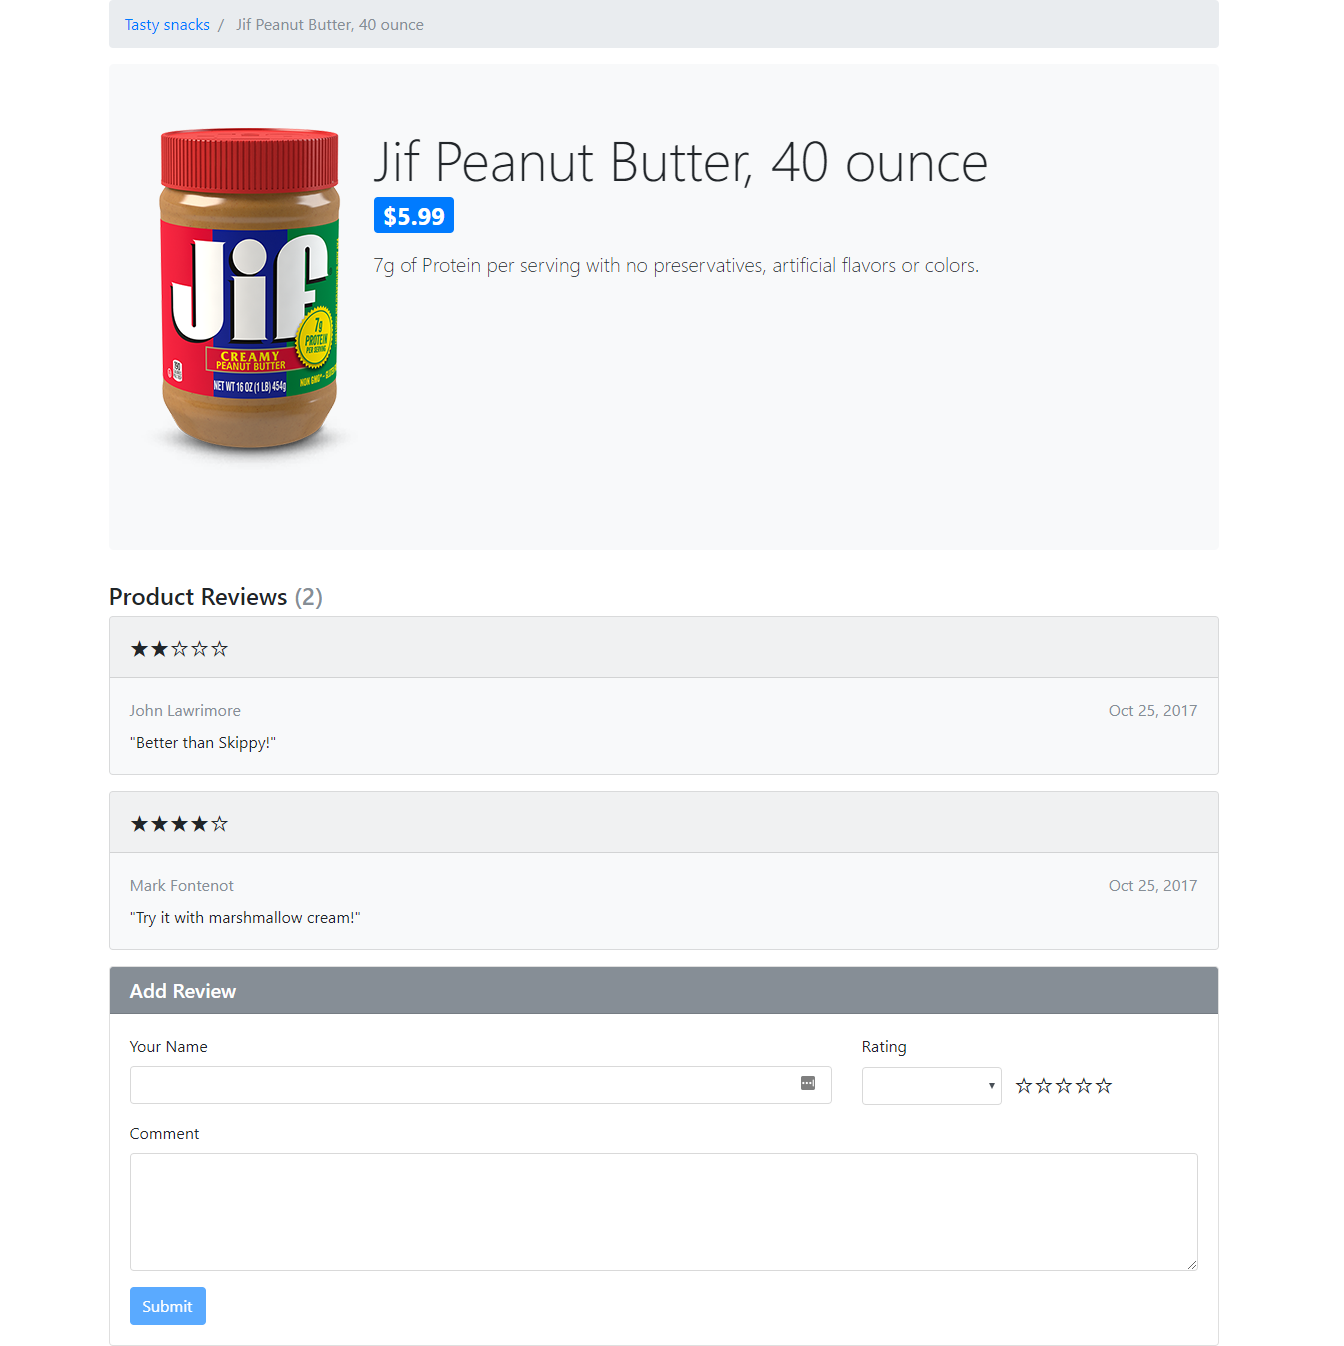 Tasty snacks / Jif Peanut Butter, 40 ounce
Jif Peanut Butter, 40 ounce
$5.99
7g of Protein per serving with no preservatives, artificial flavors or colors.
Jif
7g
PROTEIN
PER SERVING
CREAMY
PEANUT BUTTER
NET WT 16 OZ (1 LB) 454g
NON GMO
Product Reviews (2)
★★☆☆☆
John Lawrimore Oct 25, 2017
"Better than Skippy!"
★★★★☆
Mark Fontenot Oct 25, 2017
"Try it with marshmallow cream!"
Add Review
Your Name Rating
☆☆☆☆☆
Comment
Submit